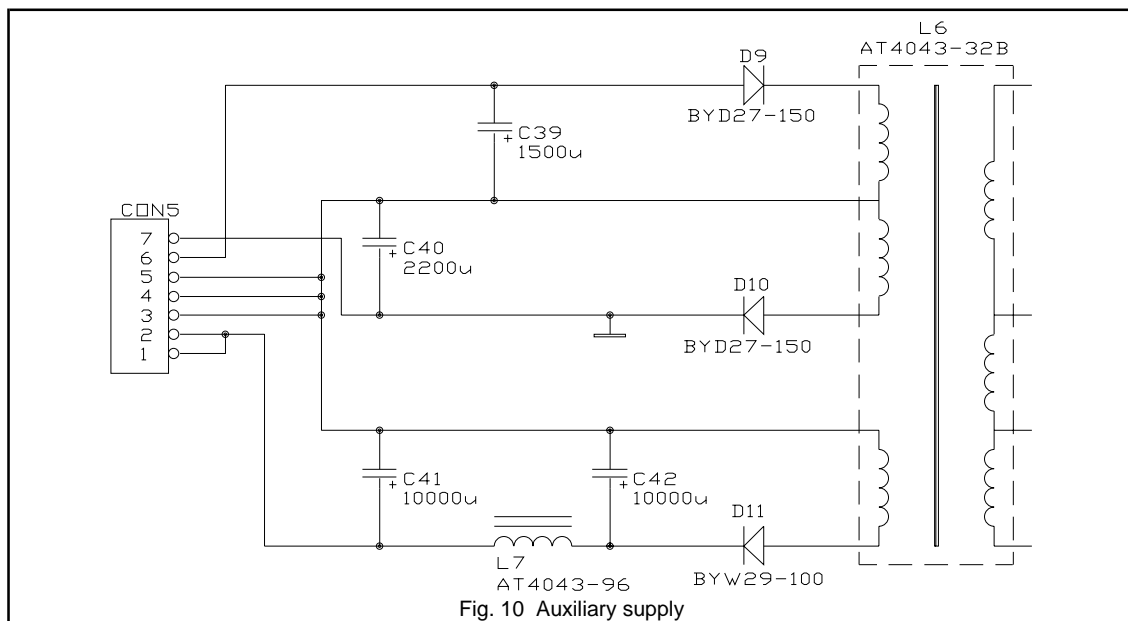 L6
AT4043-32B
D9
BYD27-150
+ C39
1500u
CON5
7
6
5
4
3
2
1
+ C40
2200u
D10
BYD27-150
+ C41
10000u
+ C42
10000u
D11
BYW29-100
L7
AT4043-96
Fig. 10 Auxiliary supply